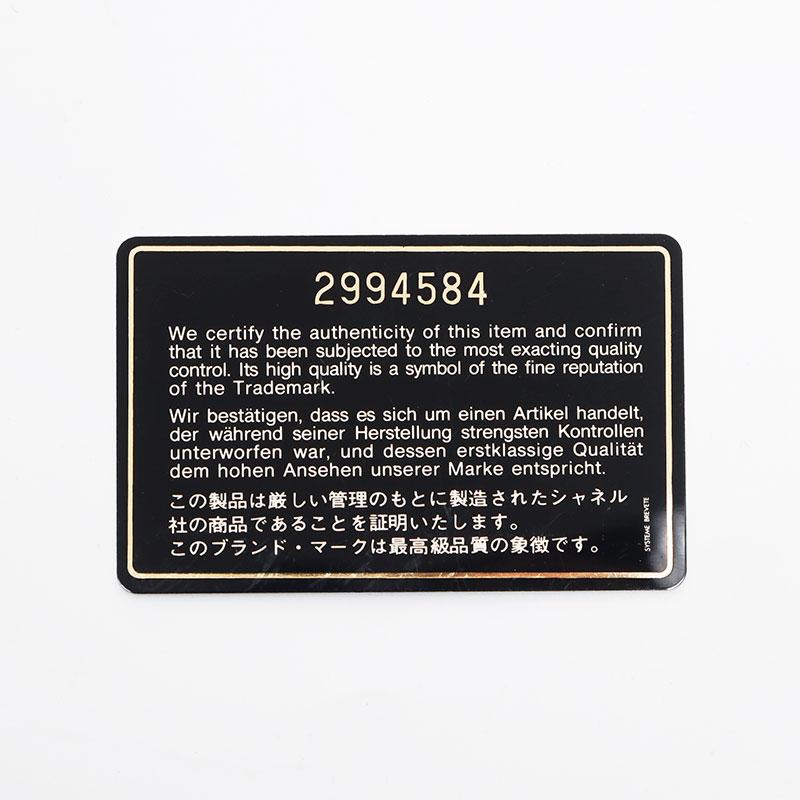 2994584
We certify the authenticity of this item and confirm
that it has been subjected to the most exacting quality
control. Its high quality is a symbol of the fine reputation
of the Trademark.
Wir bestätigen, dass es sich um einen Artikel handelt,
der während seiner Herstellung strengsten Kontrollen
unterworfen war, und dessen erstklassige Qualität
dem hohen Ansehen unserer Marke entspricht.
この製品は厳しい管理のもとに製造されたシャネル
社の商品であることを証明いたします。
このブランド・マークは最高級品質の象徴です。
SYSTEME BREVETE